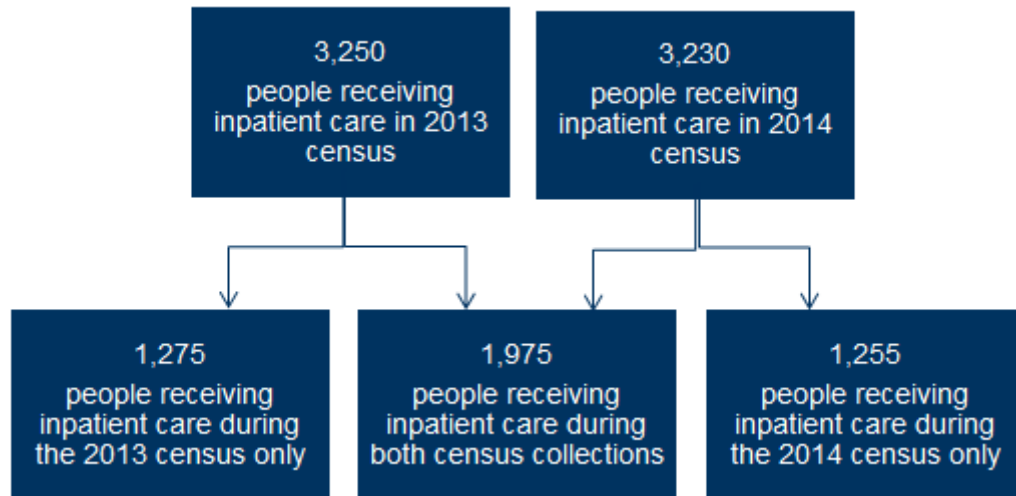 3,250
people receiving
inpatient care in 2013
census
3,230
people receiving
inpatient care in 2014
census
1,275
people receiving
inpatient care during
the 2013 census only
1,975
people receiving
inpatient care during
both census collections
1,255
people receiving
inpatient care during
the 2014 census only